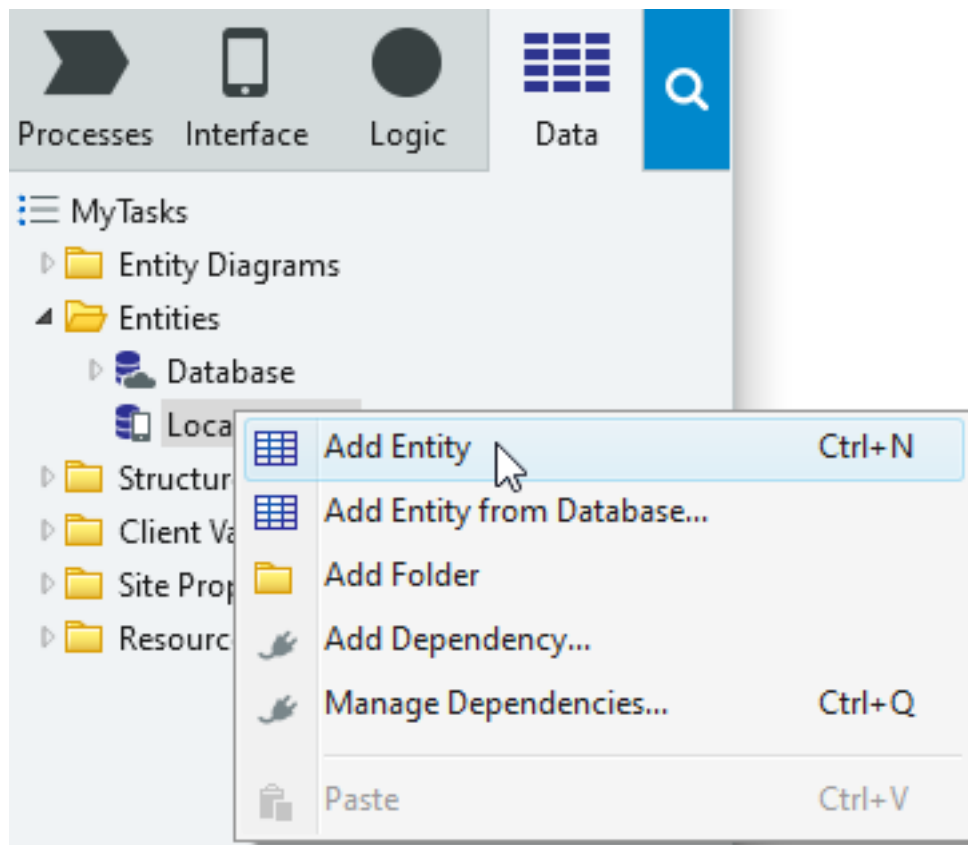 Processes Interface Logic Data
MyTasks
Entity Diagrams
Entities
Database
Loca
Add Entity Ctrl+N
Structur
Add Entity from Database...
Client Va
Add Folder
Site Prop
Add Dependency...
Resourc
Manage Dependencies... Ctrl+Q
Paste Ctrl+V